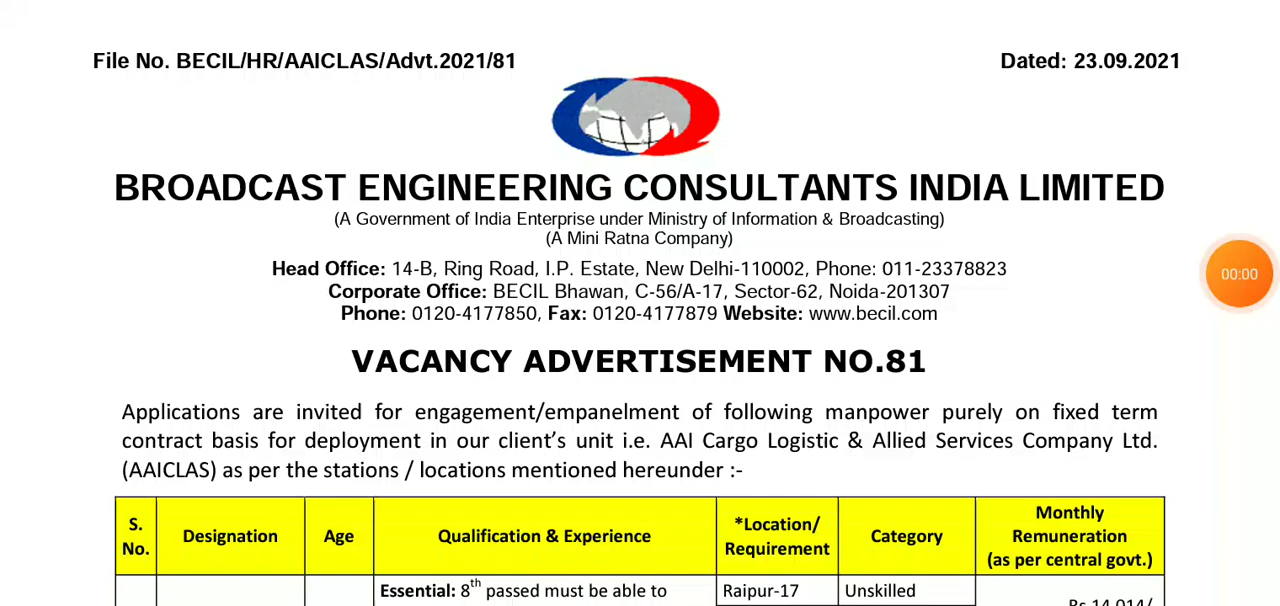 File No. BECIL/HR/AAICLAS/Advt.2021/81 Dated: 23.09.2021
BROADCAST ENGINEERING CONSULTANTS INDIA LIMITED
(A Government of India Enterprise under Ministry of Information & Broadcasting)
(A Mini Ratna Company)
Head Office: 14-B, Ring Road, I.P. Estate, New Delhi-110002, Phone: 011-23378823
Corporate Office: BECIL Bhawan, C-56/A-17, Sector-62, Noida-201307
Phone: 0120-4177850, Fax: 0120-4177879 Website: www.becil.com
00:00
VACANCY ADVERTISEMENT NO.81
Applications are invited for engagement/empanelment of following manpower purely on fixed term
contract basis for deployment in our client’s unit i.e. AAI Cargo Logistic & Allied Services Company Ltd.
(AAICLAS) as per the stations / locations mentioned hereunder :-
S. No. Designation Age Qualification & Experience *Location/ Requirement Category Monthly Remuneration (as per central govt.)
Essential: 8th passed must be able to Raipur-17 Unskilled
Rs.14,014/